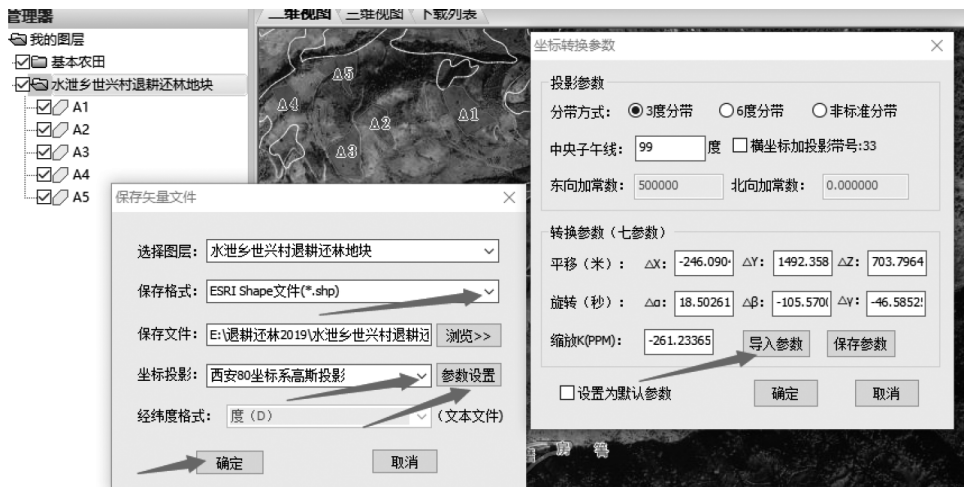 管理器
二维视图 三维视图 下载列表
我的图层
基本农田
水泄乡世兴村退耕还林地块
A1
A2
A3
A4
A5
A5
A4
A2
A1
A3
保存矢量文件
选择图层: 水泄乡世兴村退耕还林地块
保存格式: ESRI Shape文件(*.shp)
保存文件: E:\退耕还林2019\水泄乡世兴村退耕还 浏览>>
坐标投影: 西安80坐标系高斯投影 参数设置
经纬度格式: 度（D） (文本文件)
确定 取消
坐标转换参数
投影参数
分带方式: 3度分带 6度分带 非标准分带
中央子午线: 99 度 横坐标加投影带号:33
东向加常数: 500000 北向加常数: 0.000000
转换参数（七参数）
平移（米）: △X: -246.090 △Y: 1492.358 △Z: 703.7964
旋转（秒）: △α: 18.50261 △β: -105.570 △γ: -46.5852
缩放K(PPM): -261.23365 导入参数 保存参数
设置为默认参数 确定 取消